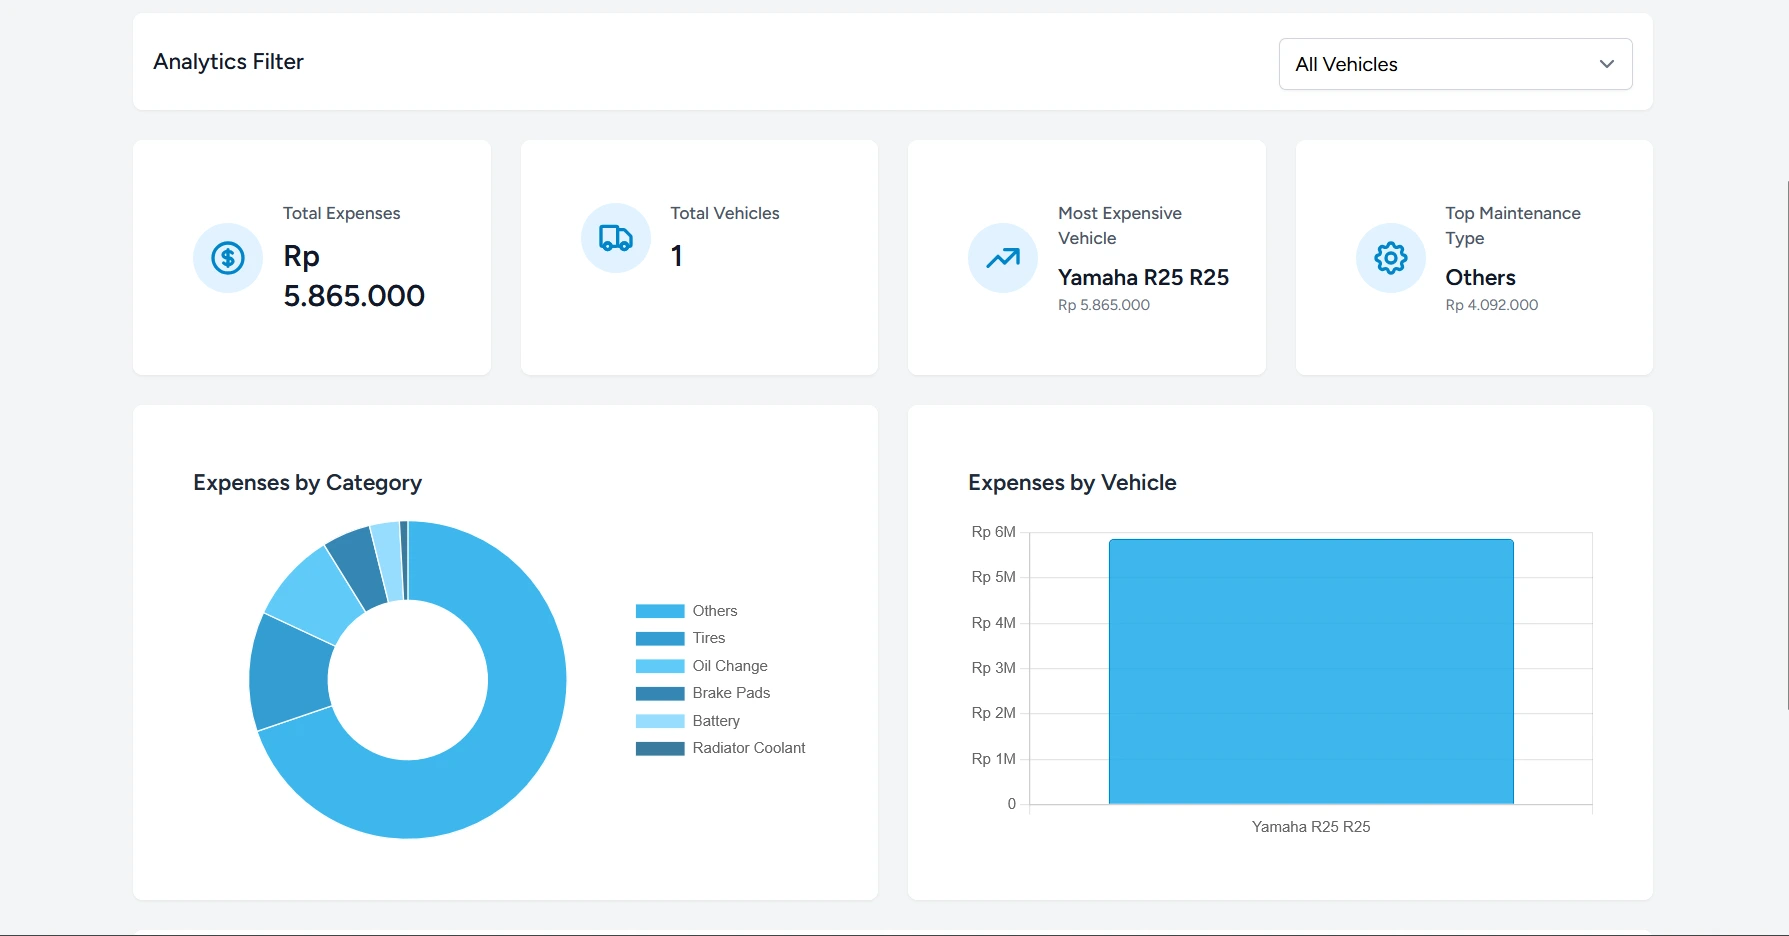 Analytics Filter
All Vehicles
Total Expenses
Rp
5.865.000
Total Vehicles
1
Most Expensive
Vehicle
Yamaha R25 R25
Rp 5.865.000
Top Maintenance
Type
Others
Rp 4.092.000
Expenses by Category
Others
Tires
Oil Change
Brake Pads
Battery
Radiator Coolant
Expenses by Vehicle
Rp 6M
Rp 5M
Rp 4M
Rp 3M
Rp 2M
Rp 1M
0
Yamaha R25 R25